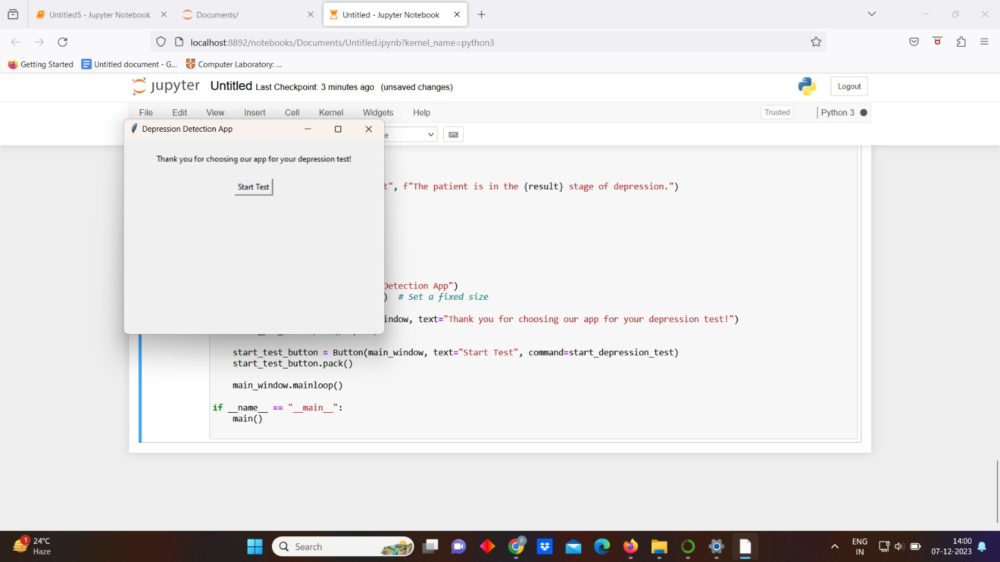 Untitled5 - Jupyter Notebook
Documents/
Untitled - Jupyter Notebook
localhost:8892/notebooks/Documents/Untitled.ipynb?kernel_name=python3
Getting Started
Untitled document - G...
Computer Laboratory: ...
jupyter Untitled Last Checkpoint: 3 minutes ago (unsaved changes)
Logout
File Edit View Insert Cell Kernel Widgets Help
Trusted
Python 3
Depression Detection App
Thank you for choosing our app for your depression test!
Start Test
e
t", f"The patient is in the {result} stage of depression.")
Detection App")
) # Set a fixed size
indow, text="Thank you for choosing our app for your depression test!")
start_test_button = Button(main_window, text="Start Test", command=start_depression_test)
start_test_button.pack()
main_window.mainloop()
if __name__ == "__main__":
main()
1
24°C
Haze
Search
P
ENG
IN
14:00
07-12-2023